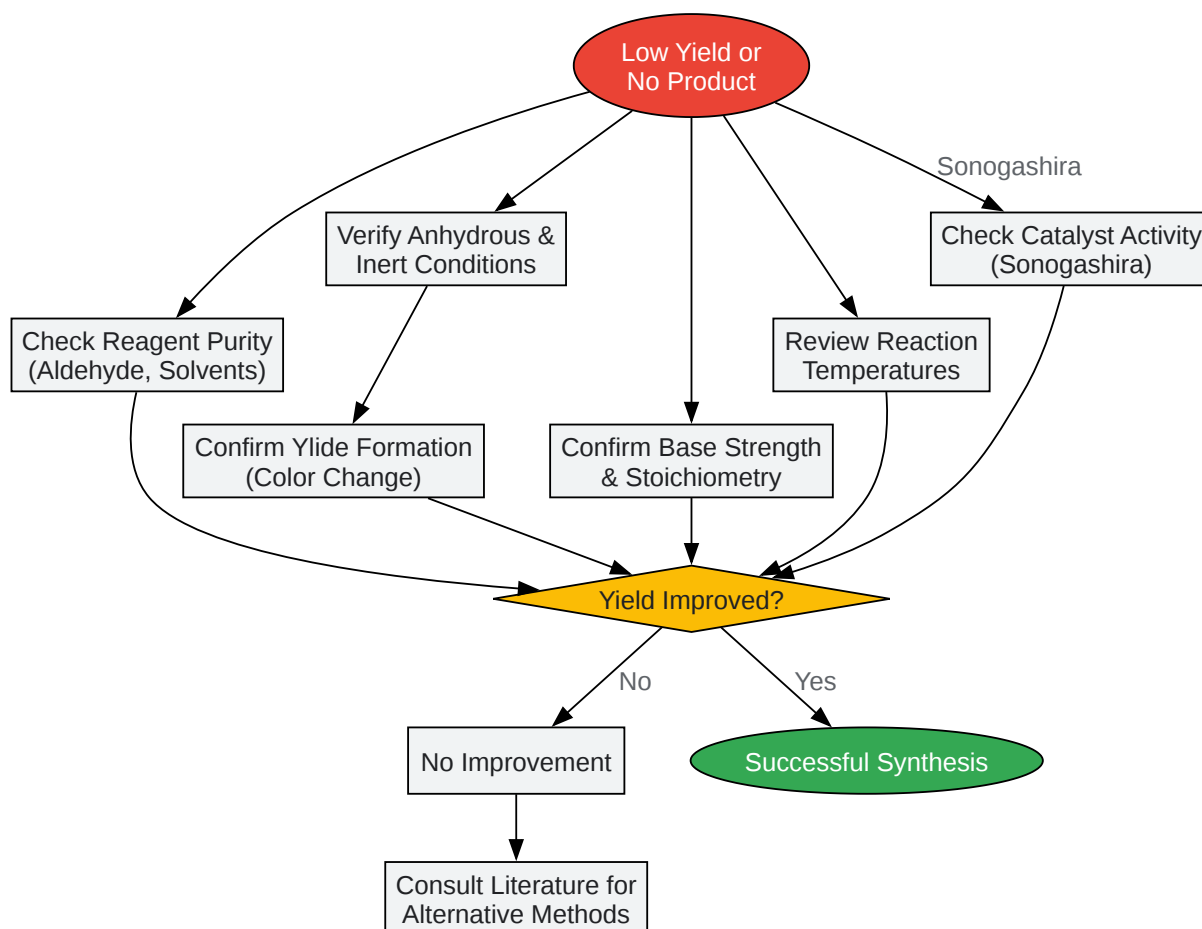 Low Yield or
No Product
Sonogashira
Verify Anhydrous &
Inert Conditions
Check Catalyst Activity
(Sonogashira)
Check Reagent Purity
(Aldehyde, Solvents)
Review Reaction
Temperatures
Confirm Ylide Formation
(Color Change)
Confirm Base Strength
& Stoichiometry
Yield Improved?
No
Yes
No Improvement
Successful Synthesis
Consult Literature for
Alternative Methods